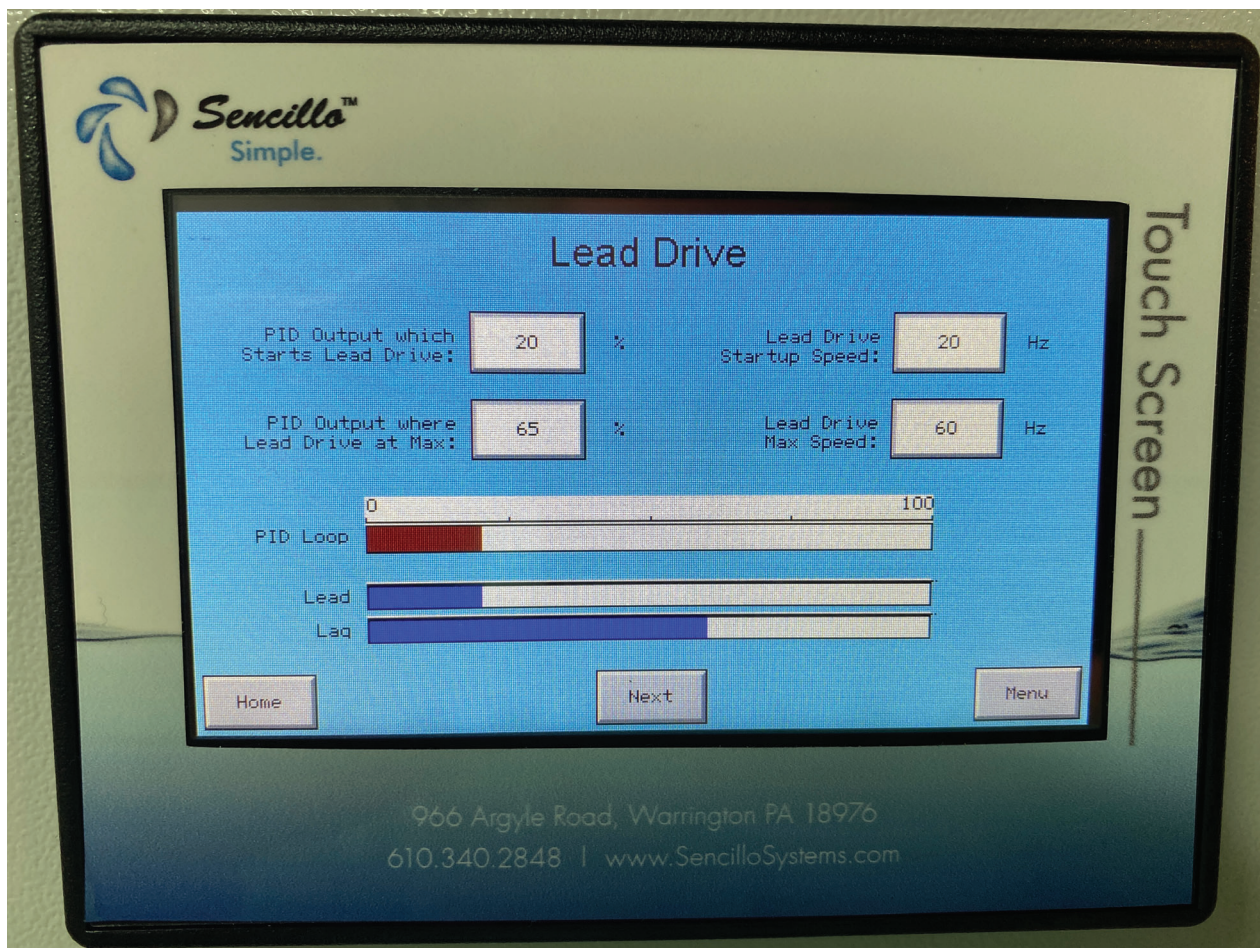 Sencillo™
Simple.
Touch Screen
Lead Drive
PID Output which
Starts Lead Drive:
20
%
Lead Drive
Startup Speed:
20
Hz
PID Output where
Lead Drive at Max:
65
%
Lead Drive
Max Speed:
60
Hz
0
100
PID Loop
Lead
Lag
Home
Next
Menu
966 Argyle Road, Warrington PA 18976
610.340.2848 | www.SencilloSystems.com